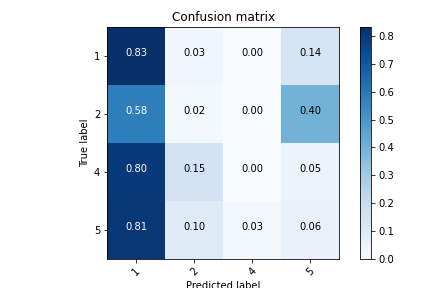 Confusion matrix
1 0.83 0.03 0.00 0.14
2 0.58 0.02 0.00 0.40
4 0.80 0.15 0.00 0.05
5 0.81 0.10 0.03 0.06
1 2 4 5
True label
Predicted label
0.8
0.7
0.6
0.5
0.4
0.3
0.2
0.1
0.0